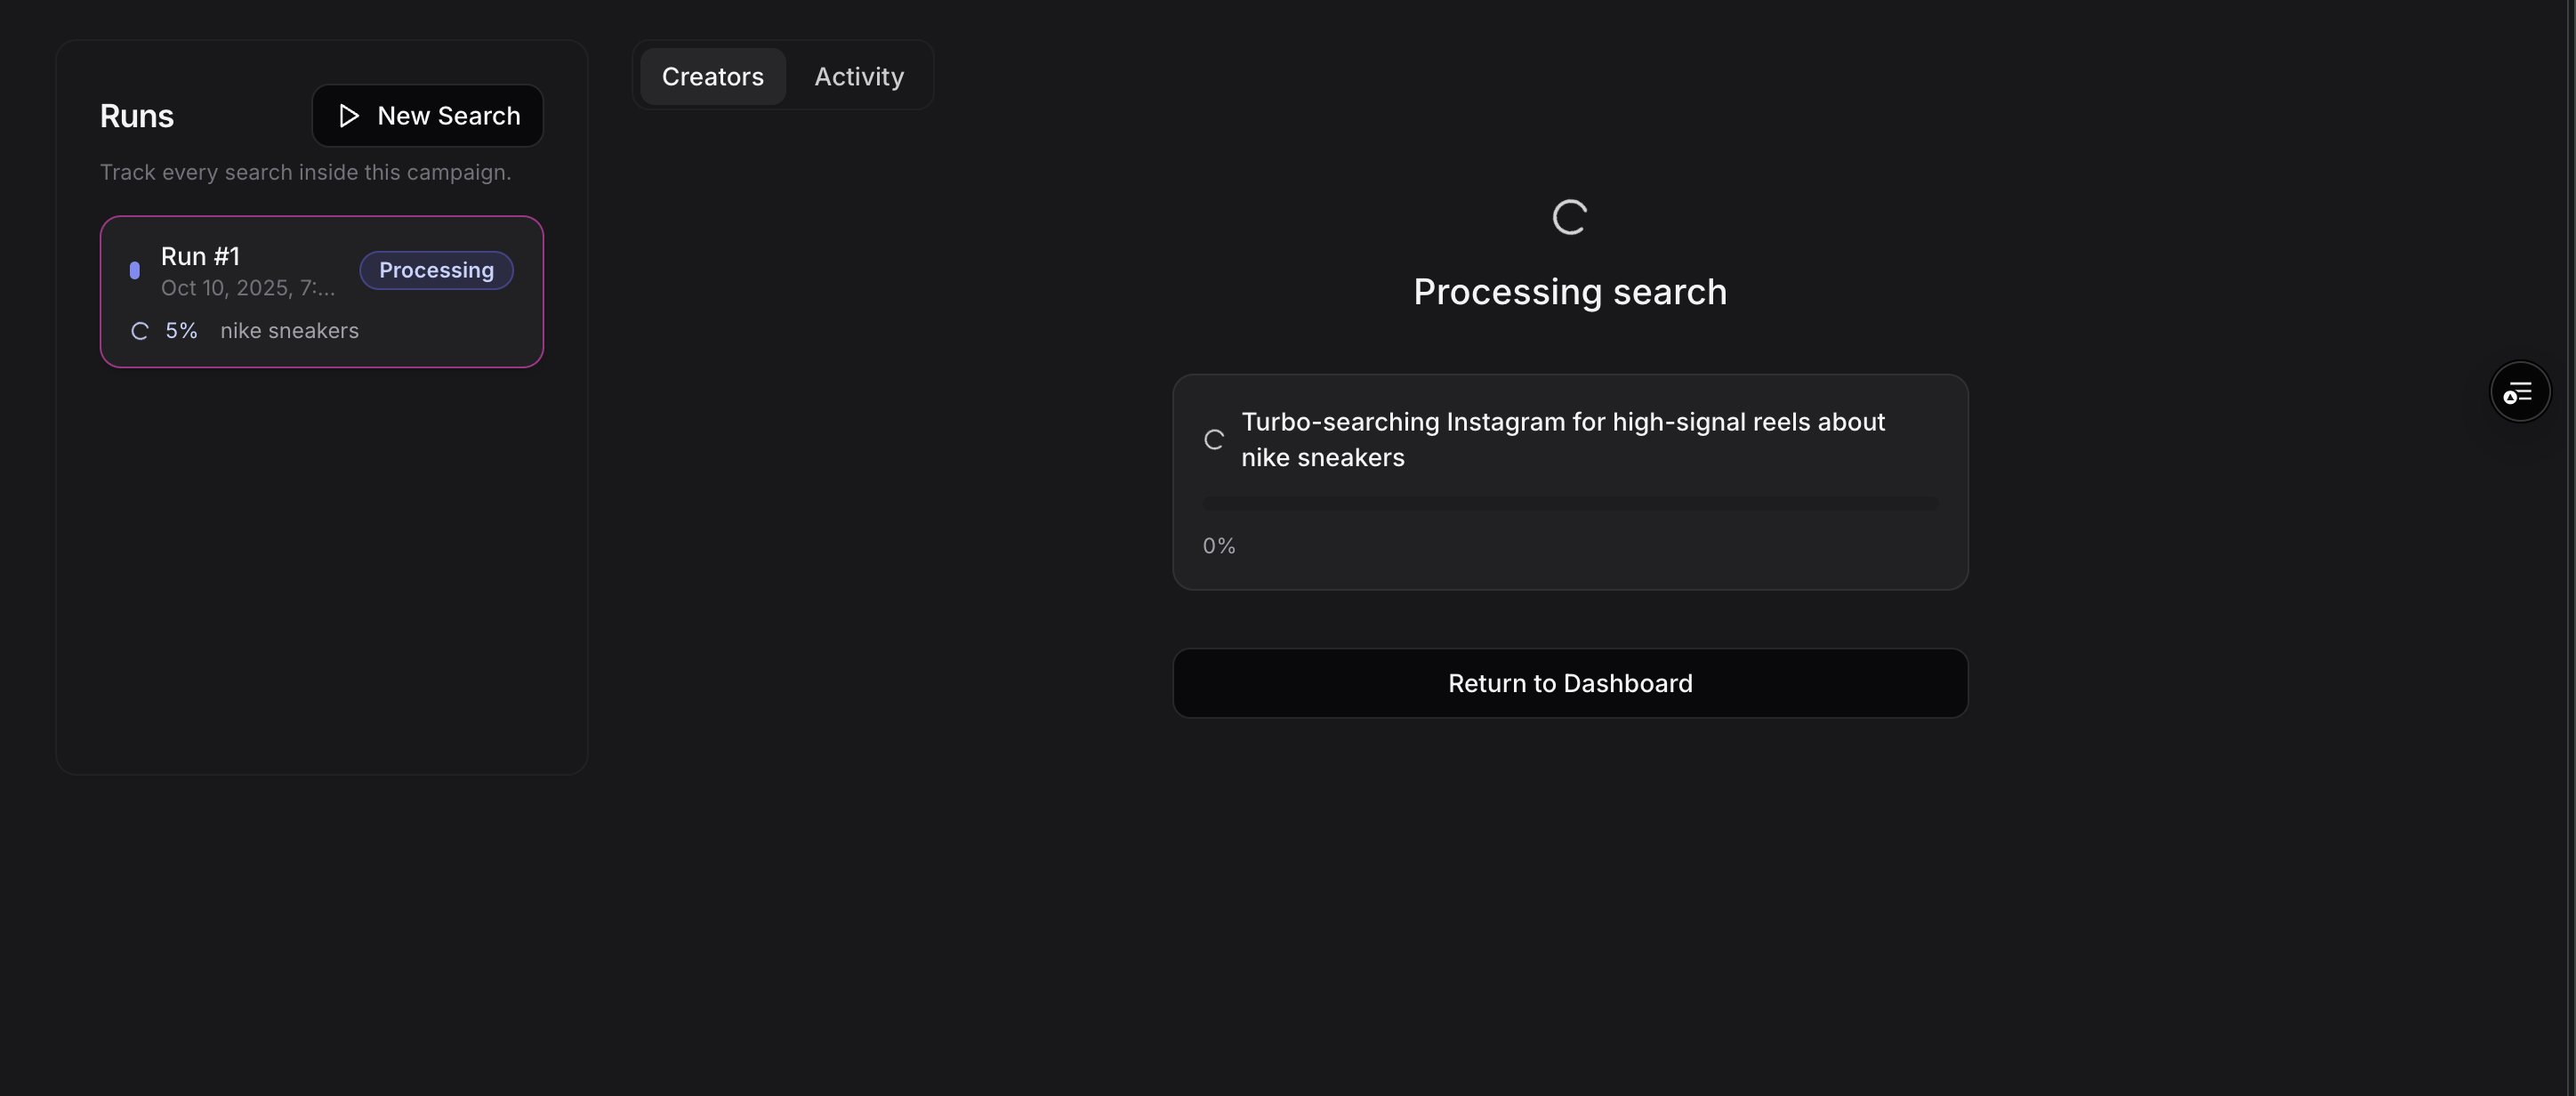 Runs
New Search
Track every search inside this campaign.
Run #1
Oct 10, 2025, 7:...
Processing
5%
nike sneakers
Creators
Activity
Processing search
Turbo-searching Instagram for high-signal reels about
nike sneakers
0%
Return to Dashboard